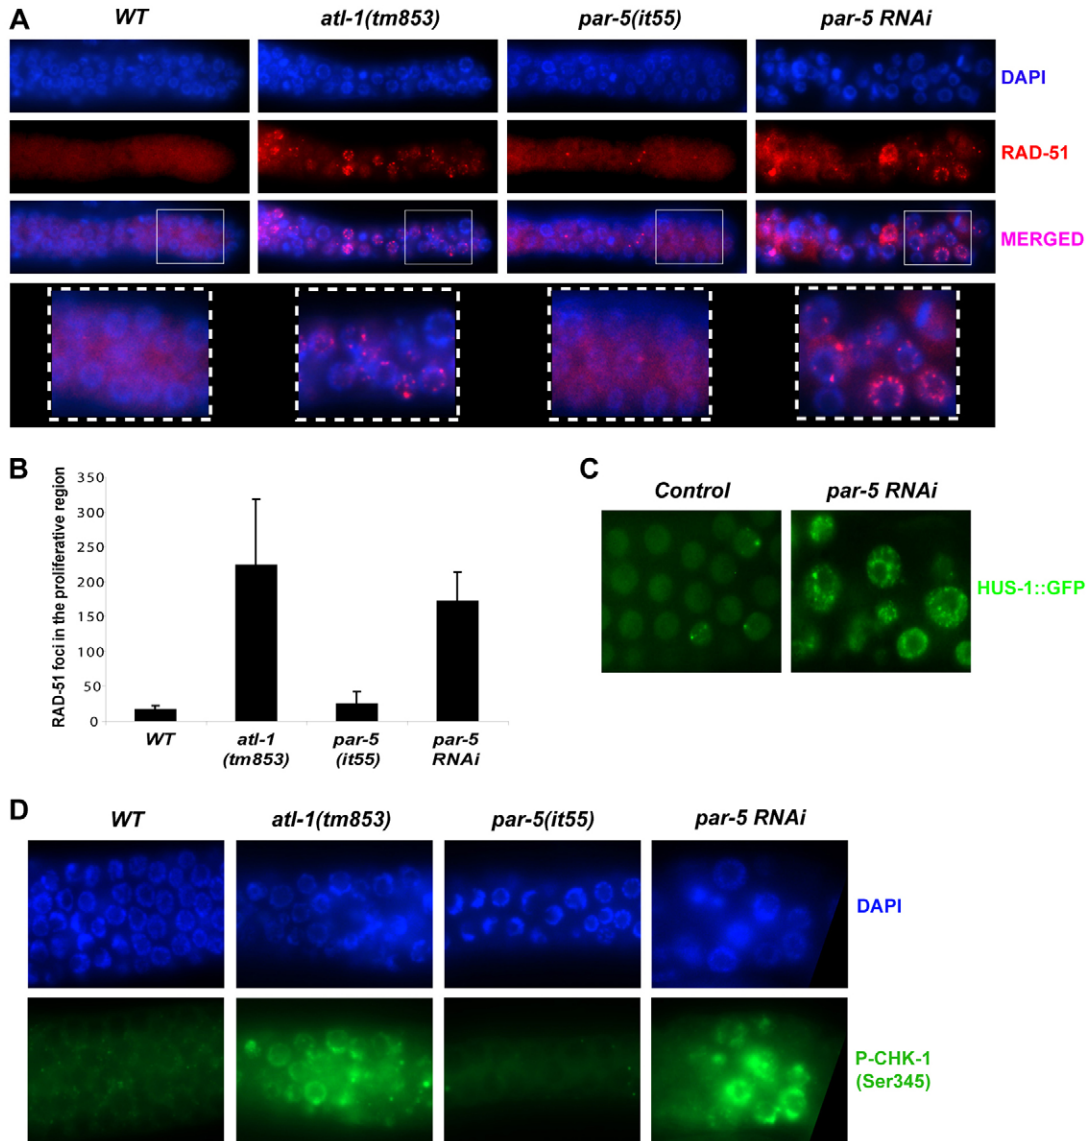 A
WT
atl-1(tm853)
par-5(it55)
par-5 RNAi
DAPI
RAD-51
MERGED
B
RAD-51 foci in the proliferative region
350
300
250
200
150
100
50
0
WT
atl-1
(tm853)
par-5
(it55)
par-5
RNAi
C
Control
par-5 RNAi
HUS-1::GFP
D
WT
atl-1(tm853)
par-5(it55)
par-5 RNAi
DAPI
P-CHK-1
(Ser345)